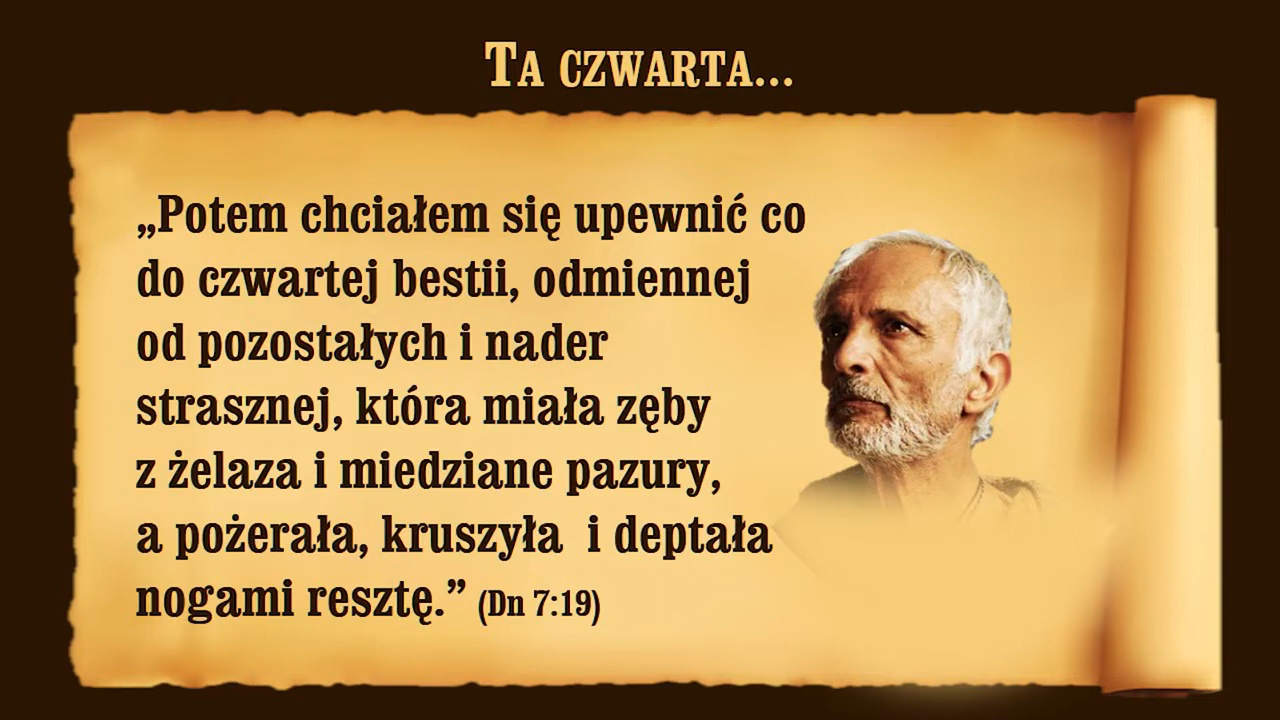 Ta czwarta...
„Potem chciałem się upewnić co
do czwartej bestii, odmiennej
od pozostałych i nader
strasznej, która miała zęby
z żelaza i miedziane pazury,
a pożerała, kruszyła i deptała
nogami resztę.” (Dn 7:19)